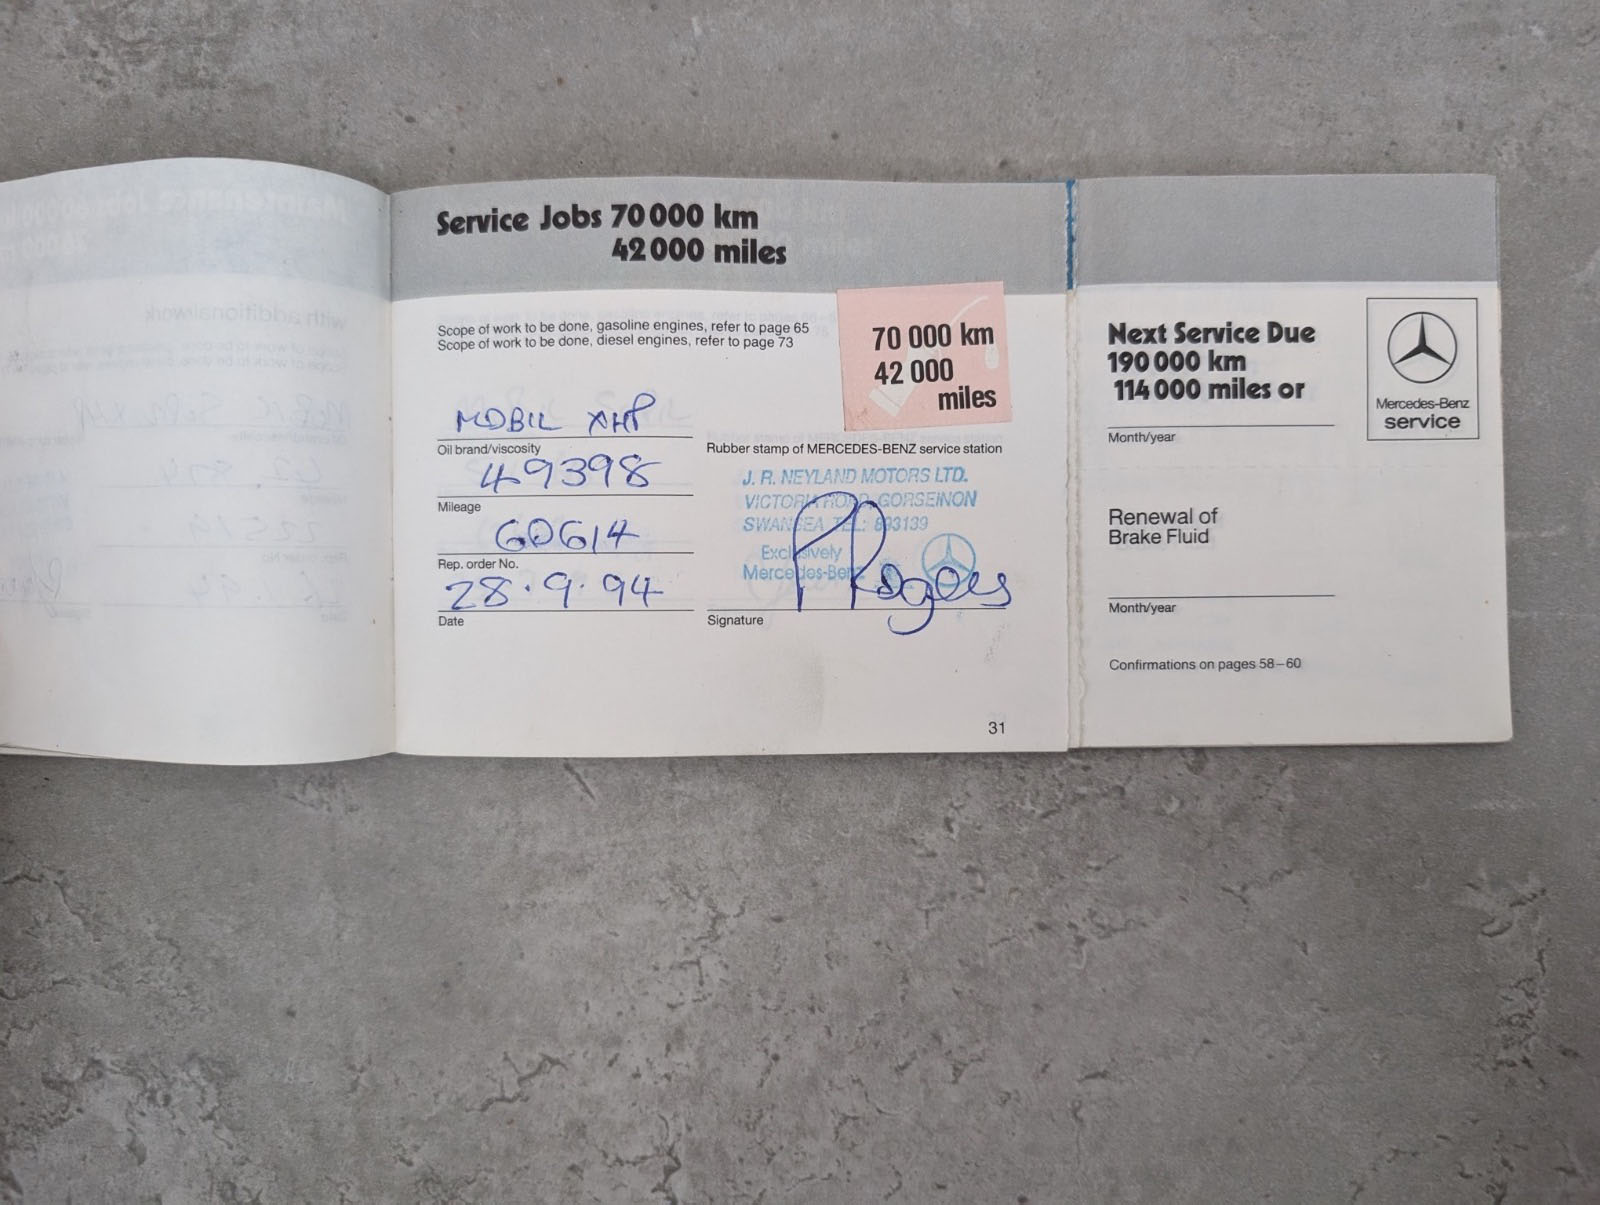 Service Jobs 70 000 km
42 000 miles
Scope of work to be done, gasoline engines, refer to page 65
Scope of work to be done, diesel engines, refer to page 73
70 000 km
42 000
miles
MOBIL XHP
Oil brand/viscosity
49398
Mileage
60614
Rep. order No.
28.9.94
Date
Rubber stamp of MERCEDES-BENZ service station
J. R. NEYLAND MOTORS LTD.
VICTORIA ROAD, GORSEINON
SWANSEA TEL: 893139
Exclusively
Mercedes-Benz
Rogers
Signature
31
Next Service Due
190 000 km
114 000 miles or
Month/year
Mercedes-Benz
service
Renewal of
Brake Fluid
Month/year
Confirmations on pages 58–60